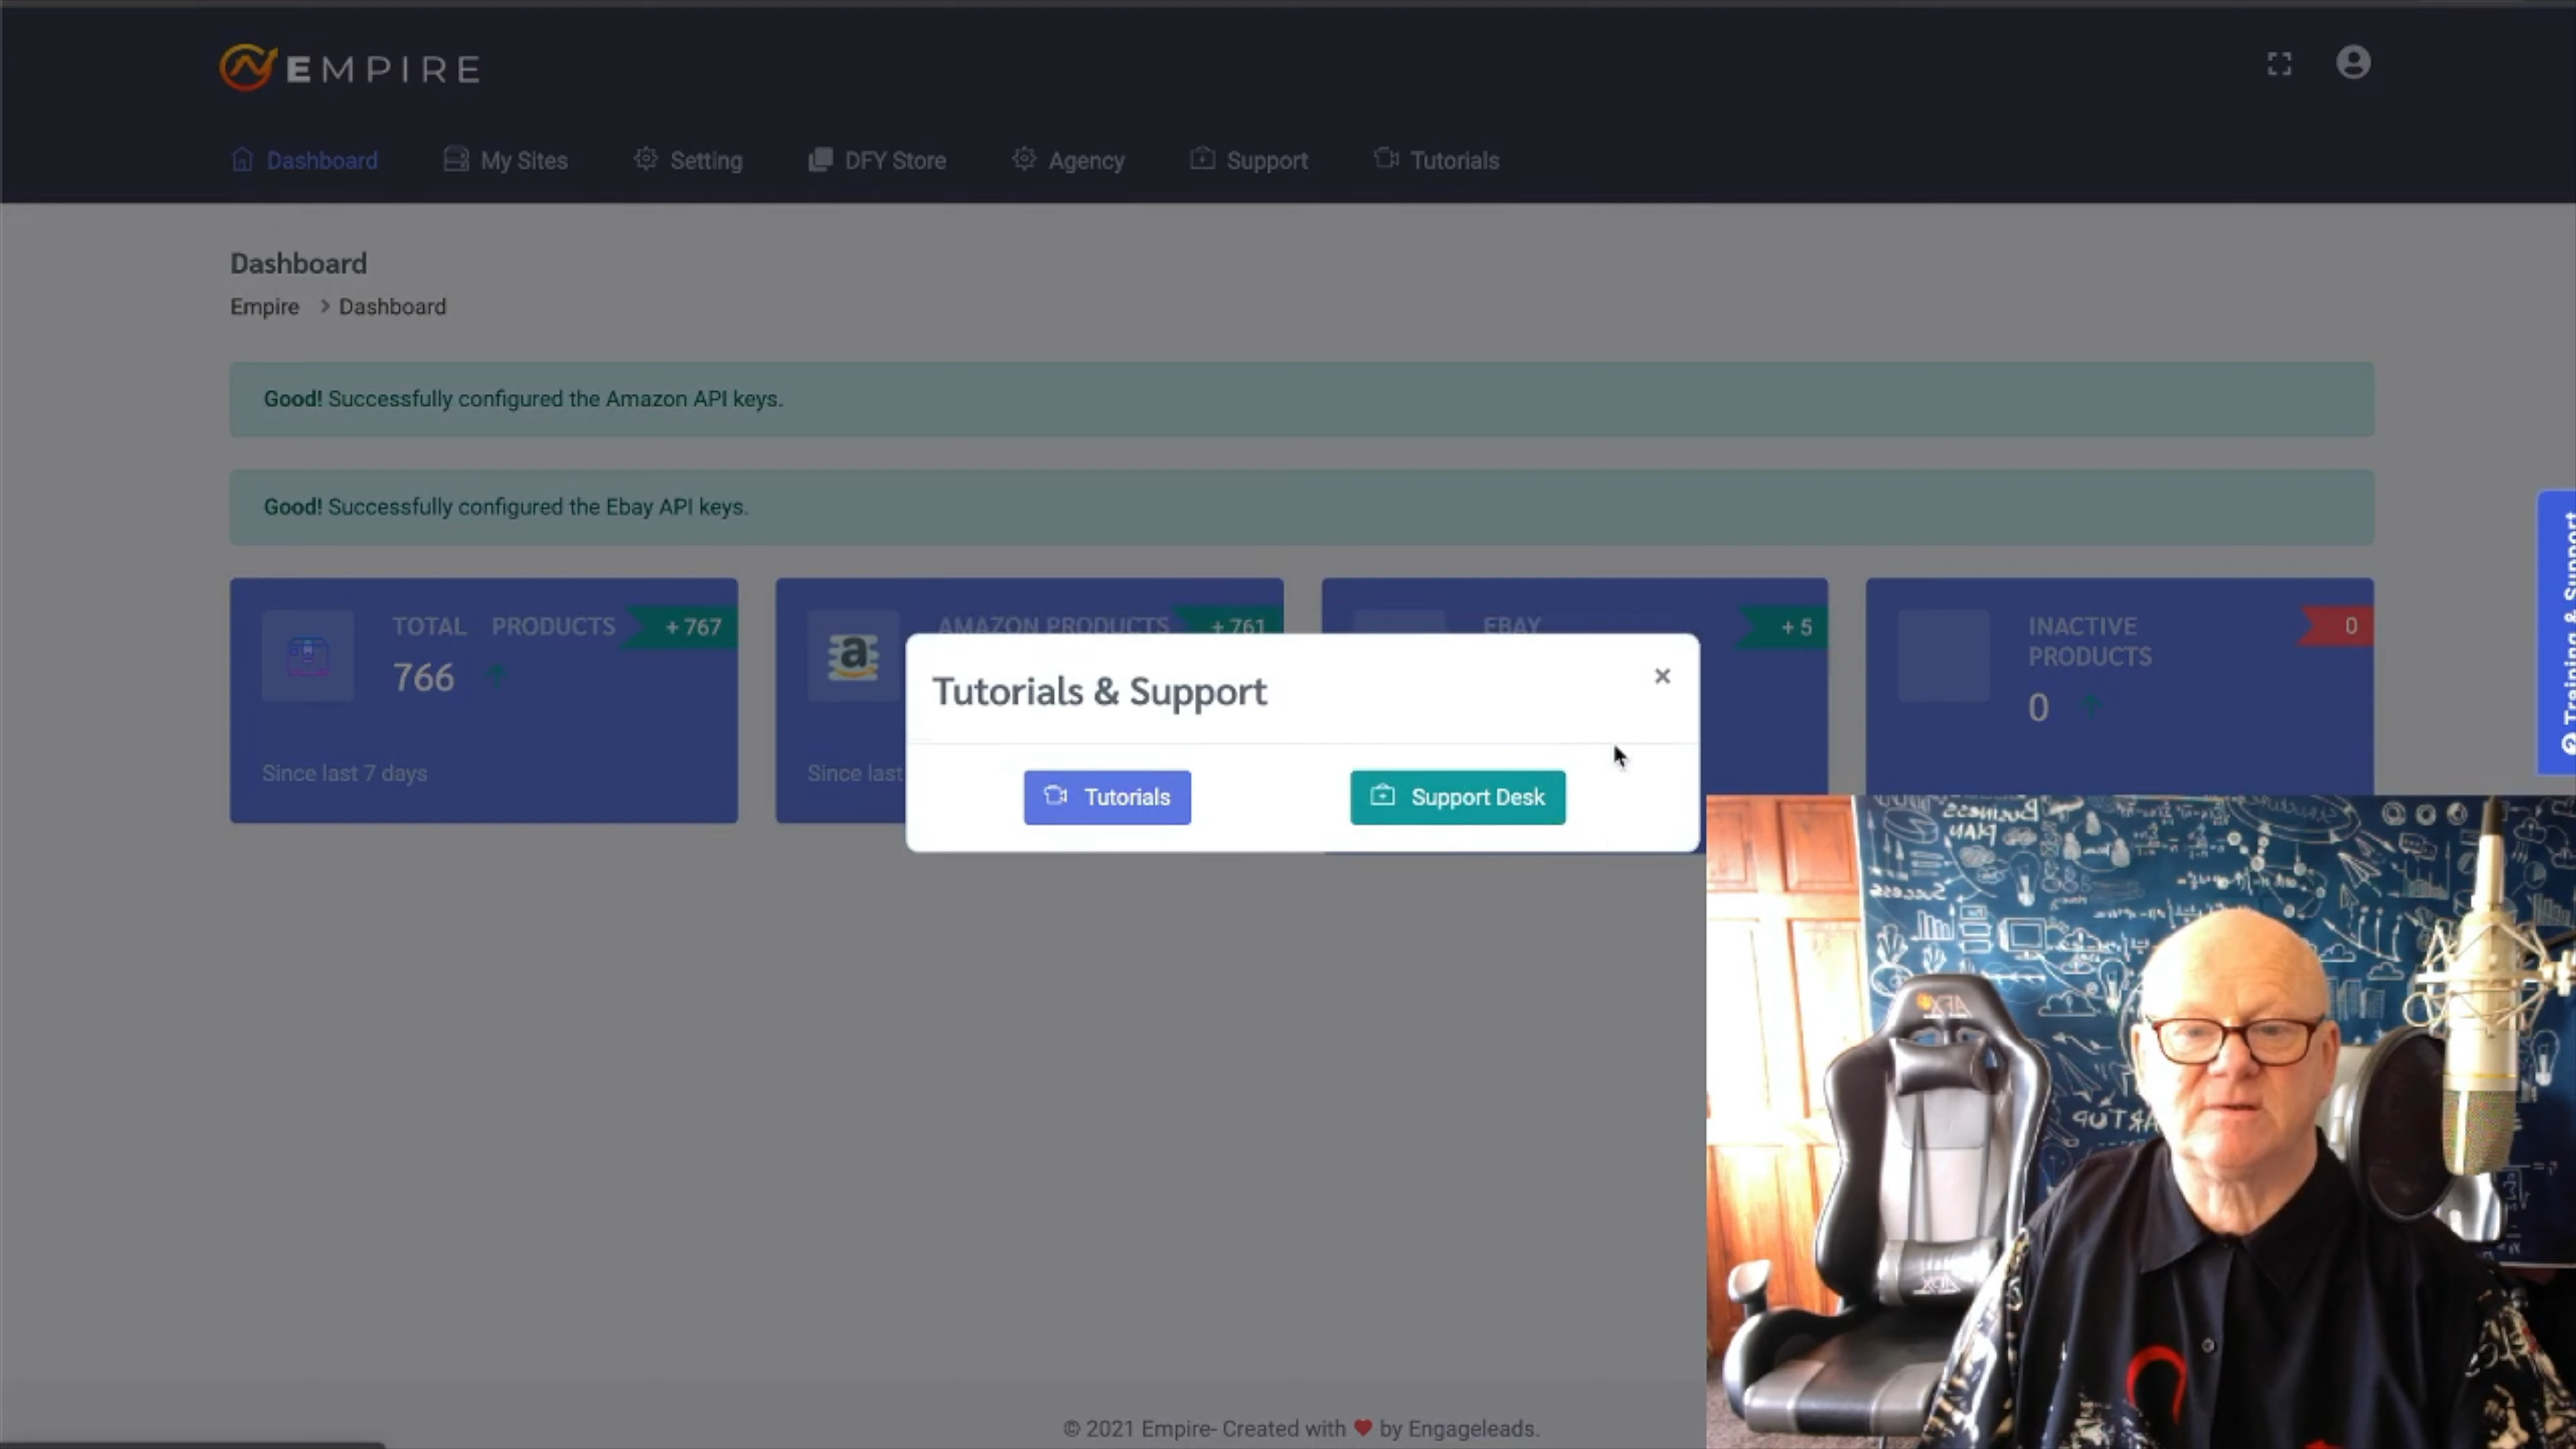 EMPIRE
Dashboard
My Sites
Setting
DFY Store
Agency
Support
Tutorials
Dashboard
Empire > Dashboard
Good! Successfully configured the Amazon API keys.
Good! Successfully configured the Ebay API keys.
TOTAL PRODUCTS
+ 767
766
Since last 7 days
AMAZON PRODUCTS
+ 761
Since last
EBAY
+ 5
INACTIVE
PRODUCTS
0
0
Tutorials & Support
×
Tutorials
Support Desk
Training & Support
Business
PLAN
Success
© 2021 Empire- Created with ❤ by Engageleads.